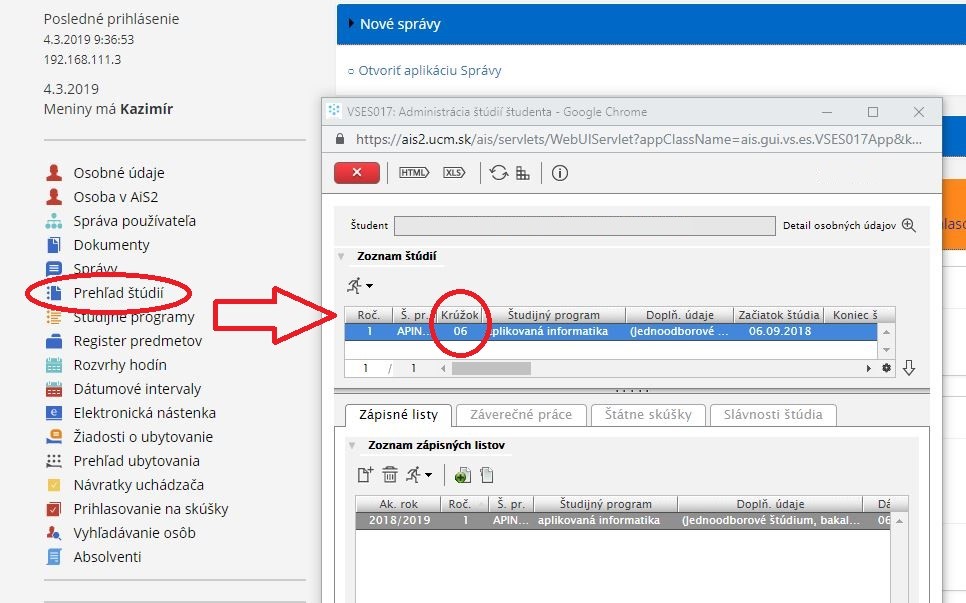 Posledné prihlásenie
4.3.2019 9:36:53
192.168.111.3
4.3.2019
Meniny má Kazimír
Osobné údaje
Osoba v AiS2
Správa používateľa
Dokumenty
Správy
Prehľad štúdií
Študijné programy
Register predmetov
Rozvrhy hodín
Dátumové intervaly
Elektronická nástenka
Žiadosti o ubytovanie
Prehľad ubytovania
Návratky uchádzača
Prihlasovanie na skúšky
Vyhľadávanie osôb
Absolventi
Nové správy
Otvoriť aplikáciu Správy
VSES017: Administrácia štúdií študenta - Google Chrome
https://ais2.ucm.sk/ais/servlets/WebUIServlet?appClassName=ais.gui.vs.es.VSES017App&k...
HTML XLS
Študent Detail osobných údajov
Zoznam štúdií
Roč. Š. pr. Krúžok Študijný program Doplň. údaje Začiatok štúdia Koniec š
1 APIN... 06 aplikovaná informatika (Jednoodborové ... 06.09.2018
1 / 1
Zápisné listy Záverečné práce Štátne skúšky Slávnosti štúdia
Zoznam zápisných listov
Ak. rok Roč. Š. pr. Študijný program Doplň. údaje Dá
2018/2019 1 APIN... aplikovaná informatika (Jednoodborové štúdium, bakal... 06